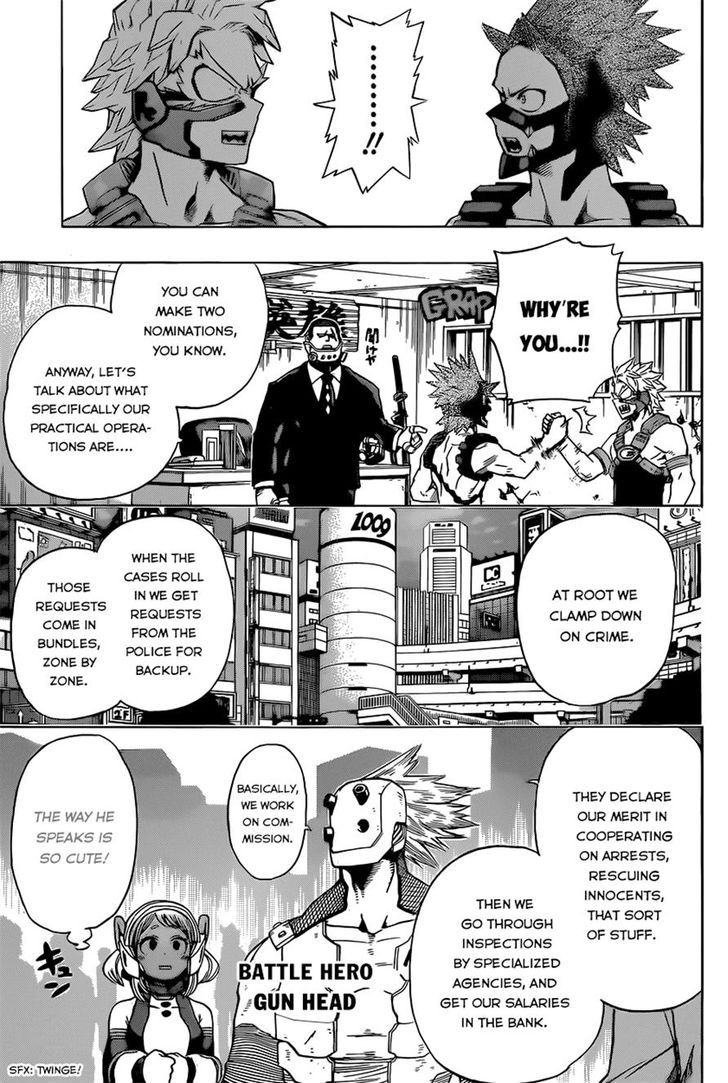 .........!!
WHY'RE
YOU...!!
GRAP
聞けや
YOU CAN
MAKE TWO
NOMINATIONS,
YOU KNOW.
ANYWAY, LET'S
TALK ABOUT WHAT
SPECIFICALLY OUR
PRACTICAL OPERA-
TIONS ARE....
1009
AT ROOT WE
CLAMP DOWN
ON CRIME.
WHEN THE
CASES ROLL
IN WE GET
REQUESTS
FROM THE
POLICE FOR
BACKUP.
THOSE
REQUESTS
COME IN
BUNDLES,
ZONE BY
ZONE.
2F
THEY DECLARE
OUR MERIT IN
COOPERATING
ON ARRESTS,
RESCUING
INNOCENTS,
THAT SORT
OF STUFF.
THEN WE
GO THROUGH
INSPECTIONS
BY SPECIALIZED
AGENCIES, AND
GET OUR SALARIES
IN THE BANK.
BASICALLY,
WE WORK
ON COM-
MISSION.
BATTLE HERO
GUN HEAD
THE WAY HE
SPEAKS IS
SO CUTE!
キュン
SFX: TWINGE!